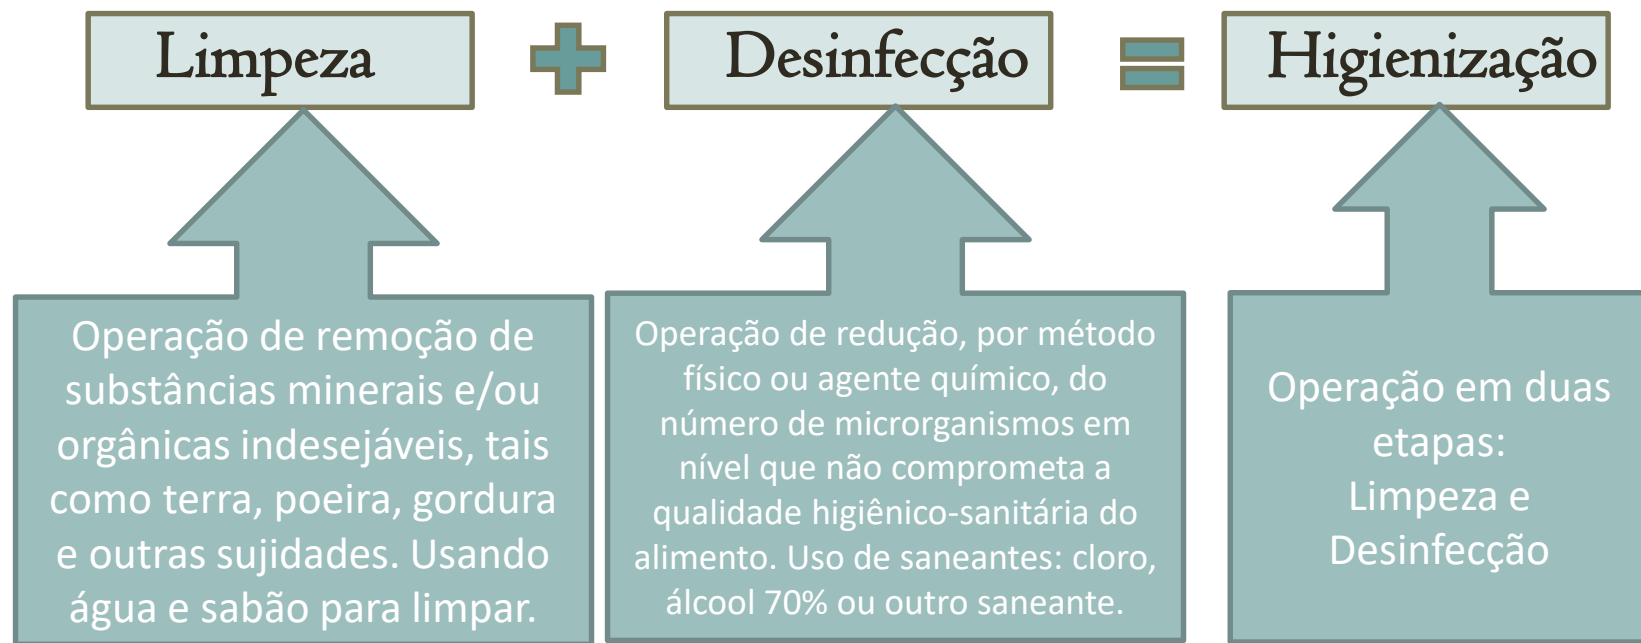 Limpeza
Desinfecção
Higienização
Operação de remoção de
substâncias minerais e/ou
orgânicas indesejáveis, tais
como terra, poeira, gordura
e outras sujidades. Usando
água e sabão para limpar.
Operação de redução, por método
físico ou agente químico, do
número de microrganismos em
nível que não comprometa a
qualidade higiênico-sanitária do
alimento. Uso de saneantes: cloro,
álcool 70% ou outro saneante.
Operação em duas
etapas:
Limpeza e
Desinfecção